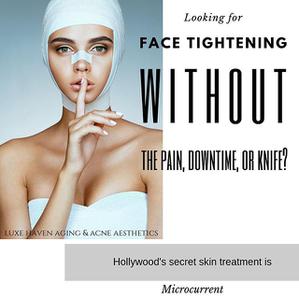 Looking for
FACE TIGHTENING
WITHOUT
THE PAIN, DOWNTIME, OR KNIFE?
LUXE HAVEN AGING & ACNE AESTHETICS
Hollywood's secret skin treatment is
Microcurrent